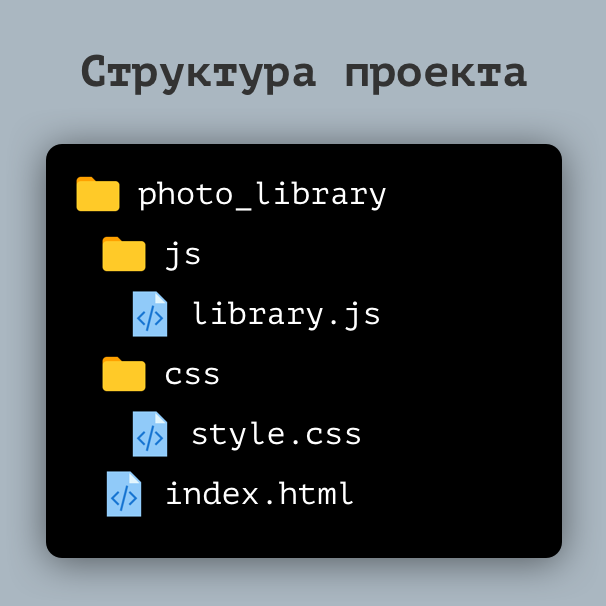 Структура проекта
photo_library
js
library.js
css
style.css
index.html